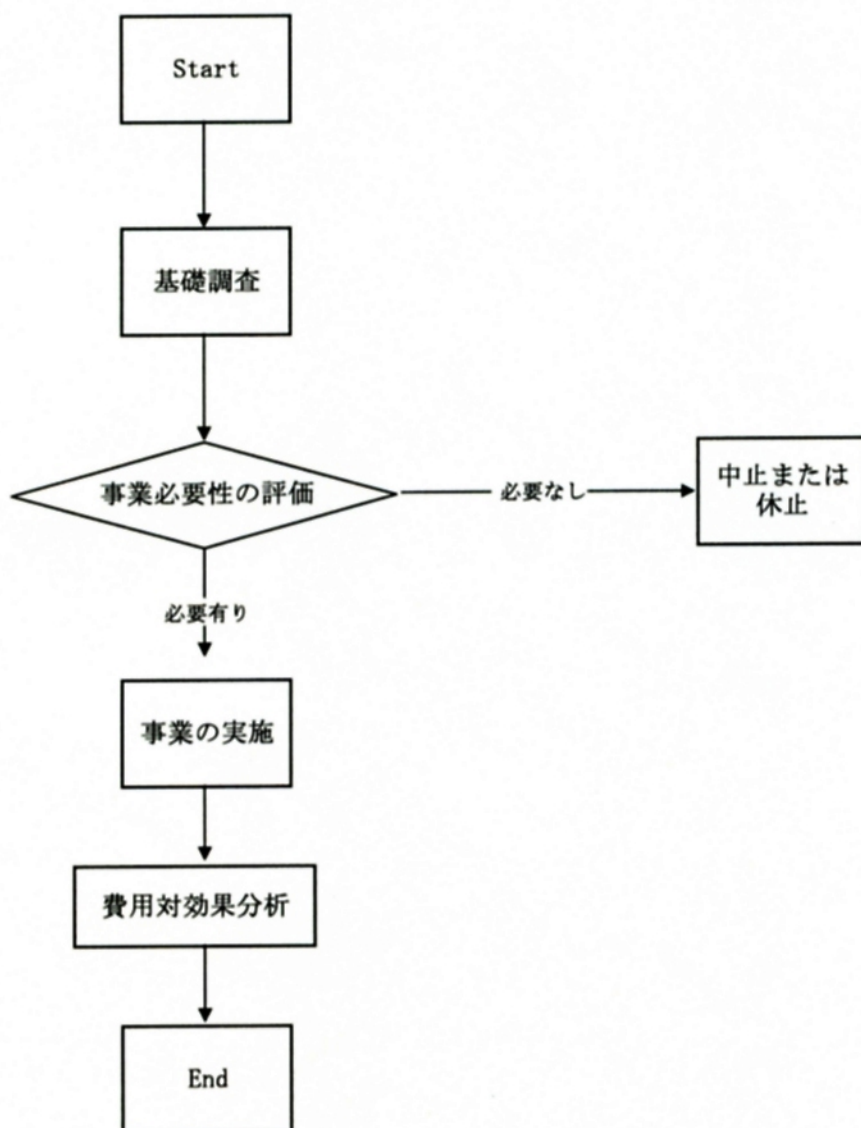 Start
基礎調査
事業必要性の評価
必要なし
中止または
休止
必要有り
事業の実施
費用対効果分析
End